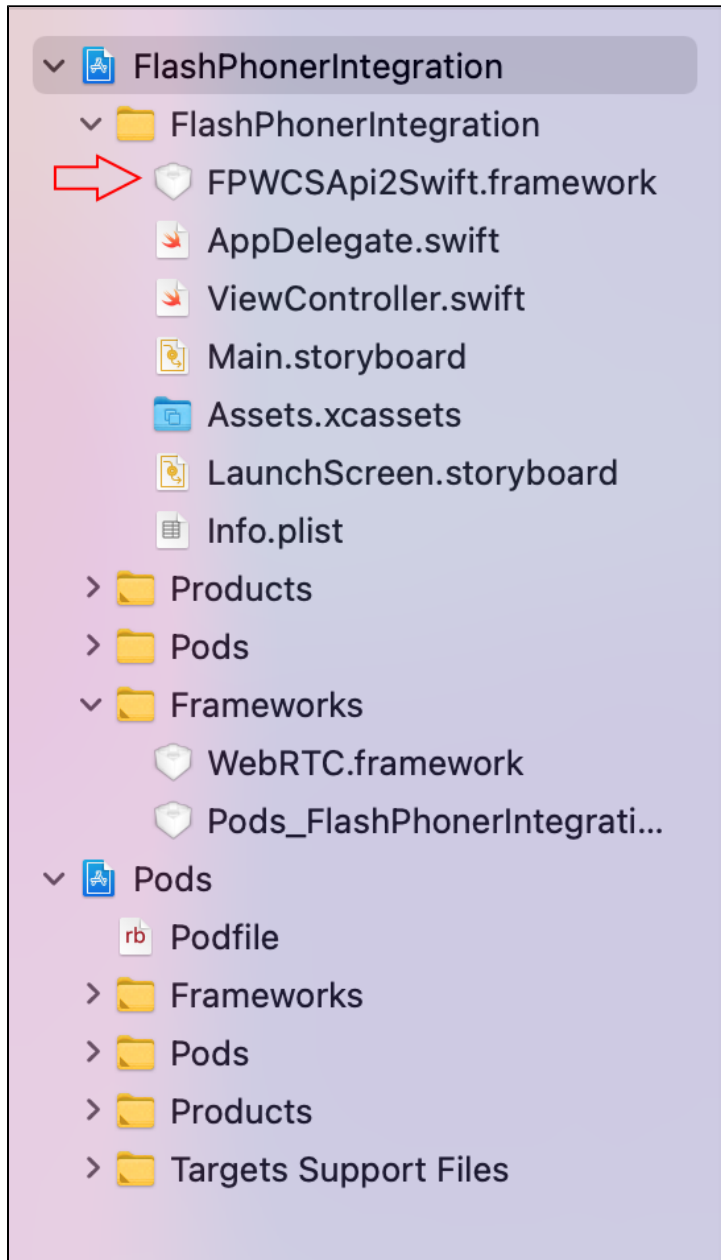 FlashPhonerIntegration
FlashPhonerIntegration
FPWCSApi2Swift.framework
AppDelegate.swift
ViewController.swift
Main.storyboard
Assets.xcassets
LaunchScreen.storyboard
Info.plist
Products
Pods
Frameworks
WebRTC.framework
Pods_FlashPhonerIntegrati...
Pods
rb Podfile
Frameworks
Pods
Products
Targets Support Files